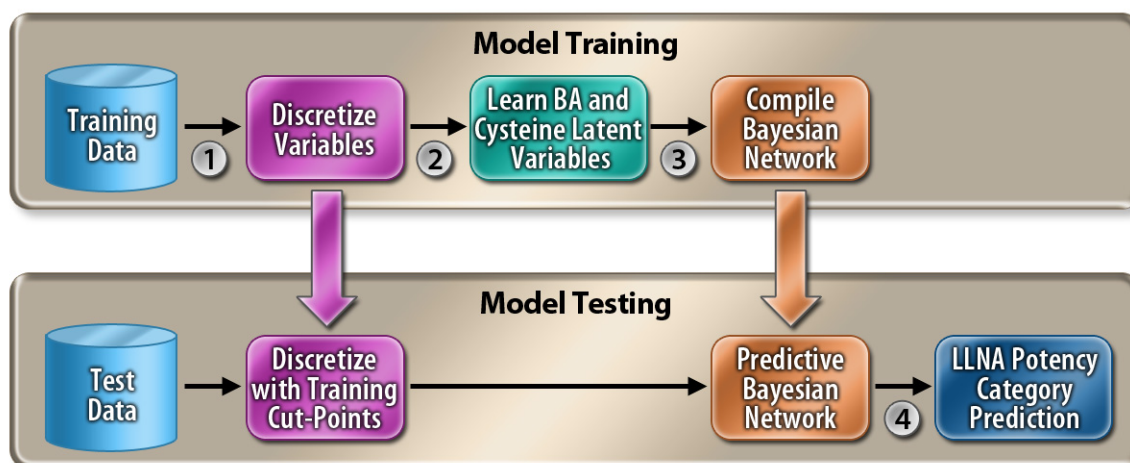 Model Training
Training
Data
1
Discretize
Variables
2
Learn BA and
Cysteine Latent
Variables
3
Compile
Bayesian
Network
Model Testing
Test
Data
Discretize
with Training
Cut-Points
Predictive
Bayesian
Network
4
LLNA Potency
Category
Prediction